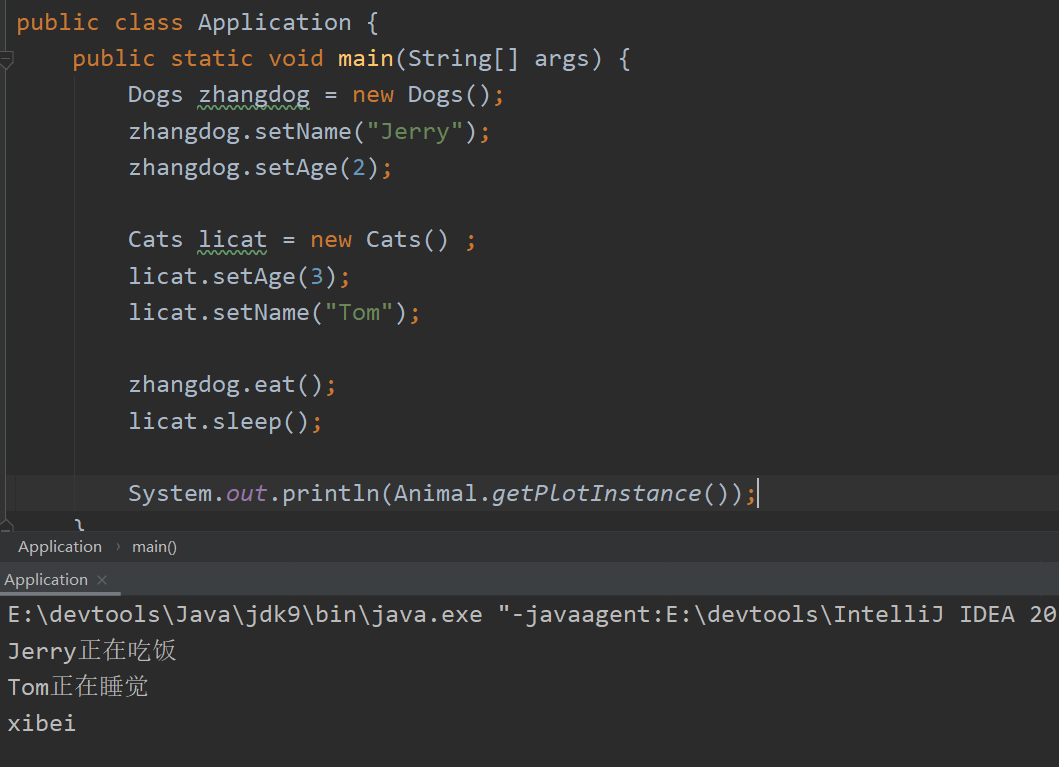 public class Application {
public static void main(String[] args) {
Dogs zhangdog = new Dogs();
zhangdog.setName("Jerry");
zhangdog.setAge(2);
Cats licat = new Cats() ;
licat.setAge(3);
licat.setName("Tom");
zhangdog.eat();
licat.sleep();
System.out.println(Animal.getPlotInstance());
}
Application › main()
Application ×
E:\devtools\Java\jdk9\bin\java.exe "-javaagent:E:\devtools\IntelliJ IDEA 20
Jerry正在吃饭
Tom正在睡觉
xibei